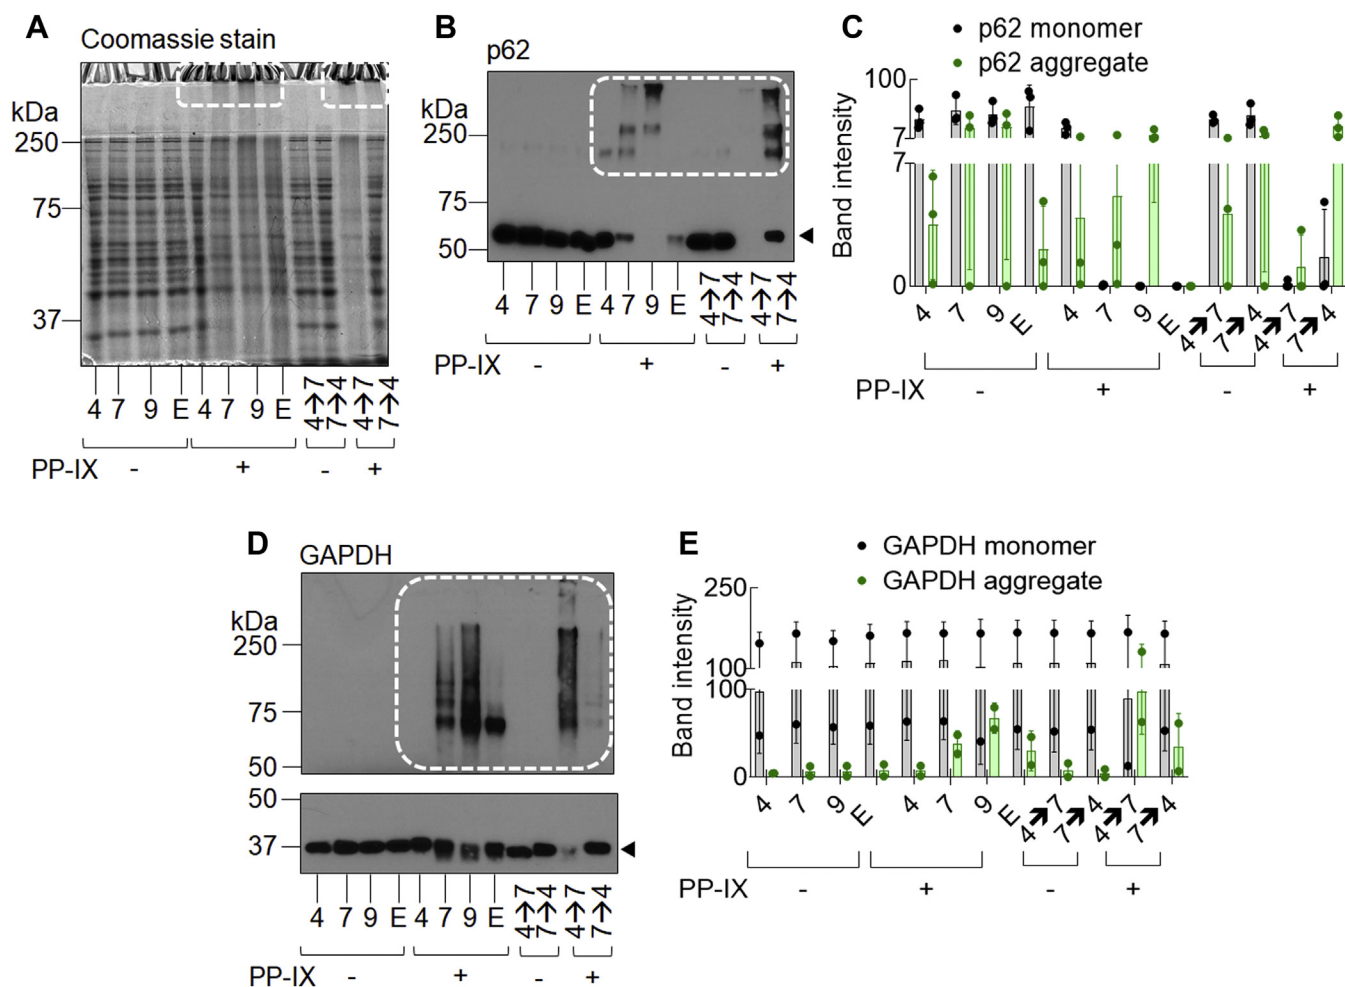 A
Coomassie stain
kDa
250
75
37
4 7 9 E 4 7 9 E 4→7 7→4 4→7 7→4
PP-IX - + - +
B
p62
kDa
250
75
50
4 7 9 E 4 7 9 E 4→7 7→4 4→7 7→4
PP-IX - + - +
C
p62 monomer
p62 aggregate
Band intensity
100
7
7
0
4 7 9 E 4 7 9 E 4→7 7→4 4→7 7→4
PP-IX - + - +
D
GAPDH
kDa
250
75
50
50
37
4 7 9 E 4 7 9 E 4→7 7→4 4→7 7→4
PP-IX - + - +
E
GAPDH monomer
GAPDH aggregate
Band intensity
250
100
100
0
4 7 9 E 4 7 9 E 4→7 7→4 4→7 7→4
PP-IX - + - +